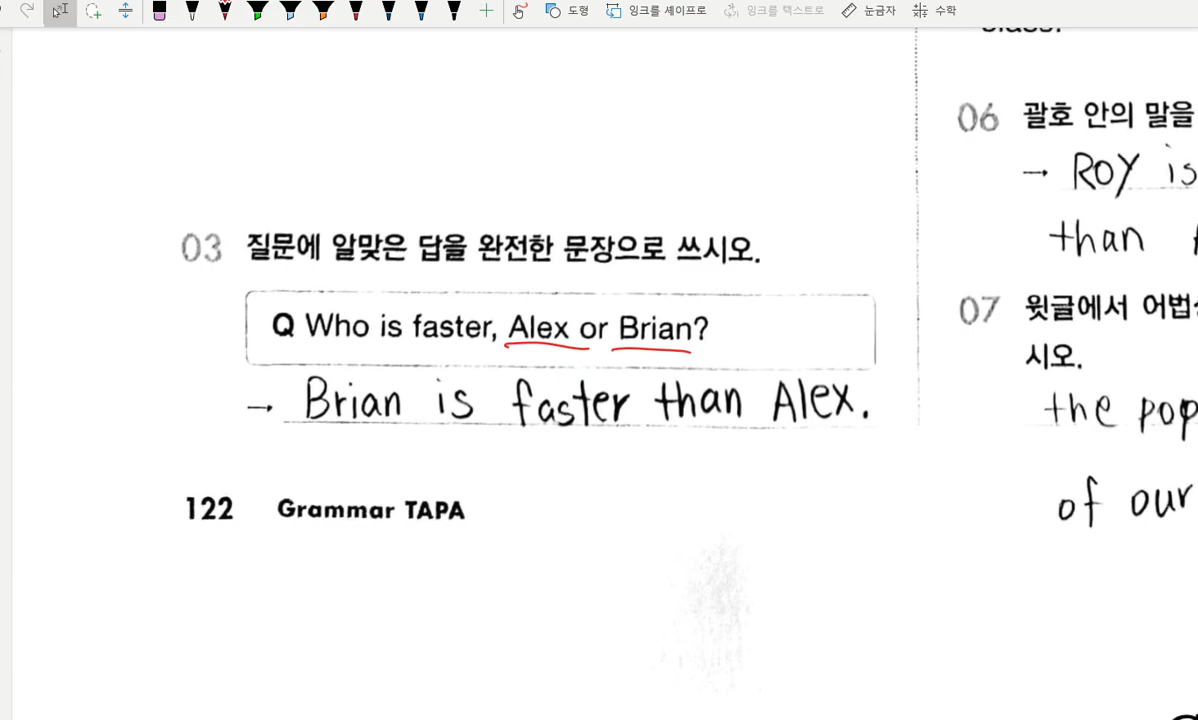 도형 잉크를 셰이프로 잉크를 텍스트로 눈금자 수학
03 질문에 알맞은 답을 완전한 문장으로 쓰시오.
Q Who is faster, Alex or Brian?
→ Brian is faster than Alex.
122 Grammar TAPA
06 괄호 안의 말을
→ ROY is
than
07 윗글에서 어법
시오.
the pop
of our